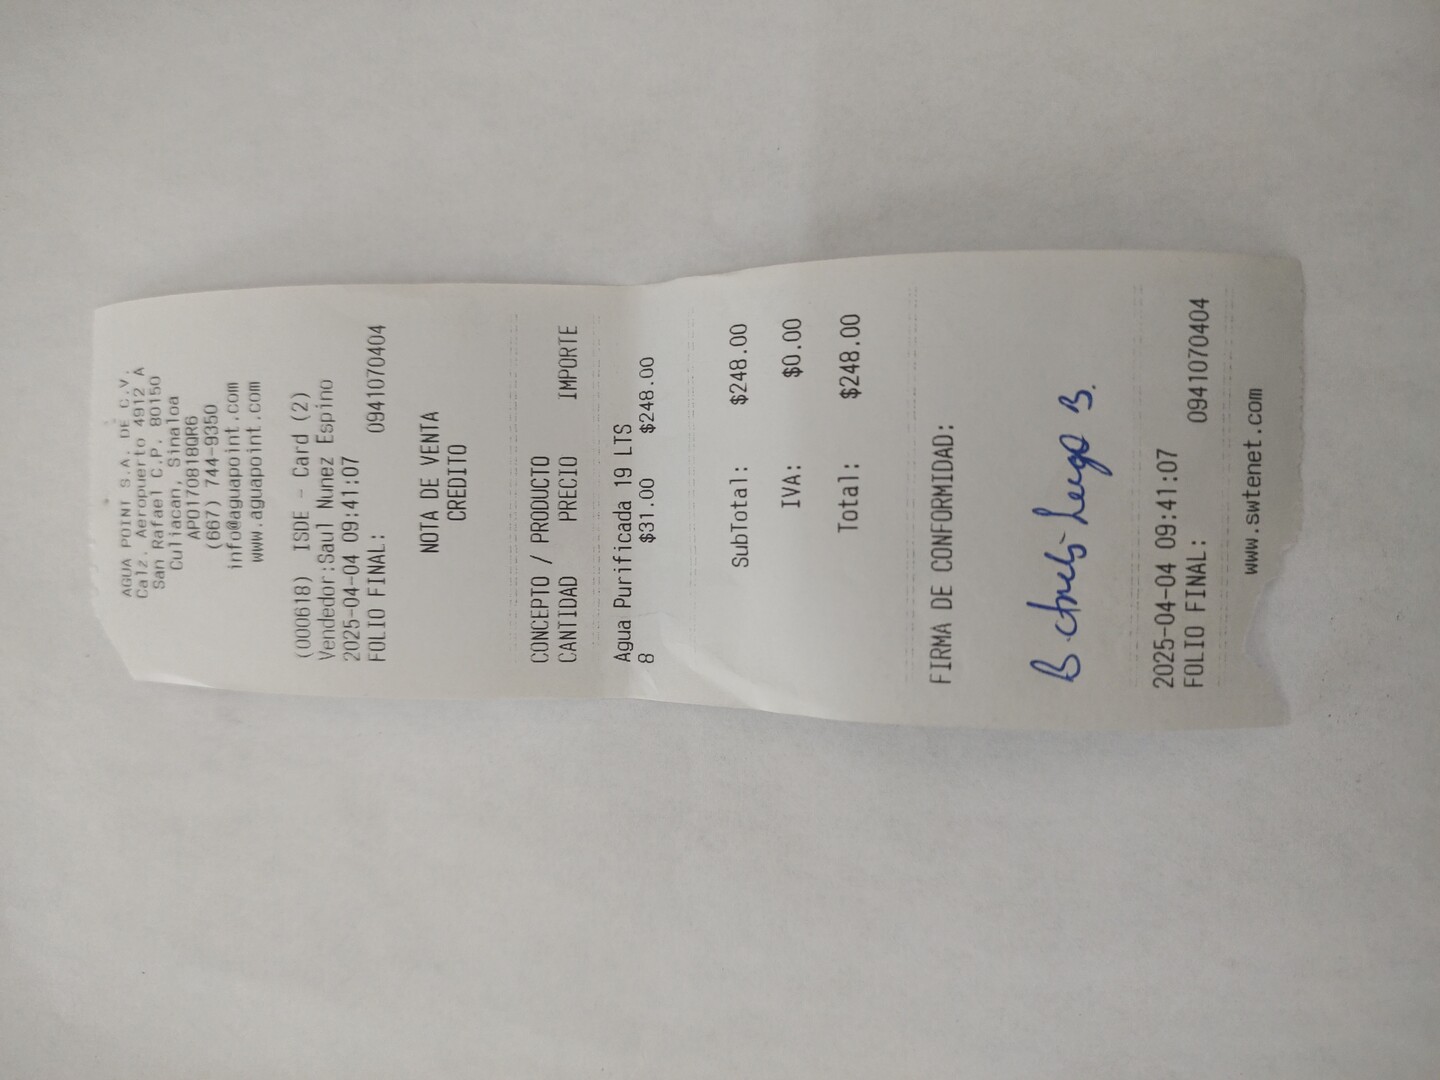 AGUA POINT S.A. DE C.V.
Calz. Aeropuerto 4912 A
San Rafael C.P. 80150
Culiacan, Sinaloa
APO170818QR6
(667) 744-9350
info@aguapoint.com
www.aguapoint.com
(000618) ISDE - Card (2)
Vendedor:Saul Nunez Espino
2025-04-04 09:41:07
FOLIO FINAL: 0941070404
NOTA DE VENTA
CREDITO
CONCEPTO / PRODUCTO
CANTIDAD PRECIO IMPORTE
Agua Purificada 19 LTS
8 $31.00 $248.00
SubTotal: $248.00
IVA: $0.00
Total: $248.00
FIRMA DE CONFORMIDAD:
B. B.
2025-04-04 09:41:07
FOLIO FINAL: 0941070404
www.swtenet.com